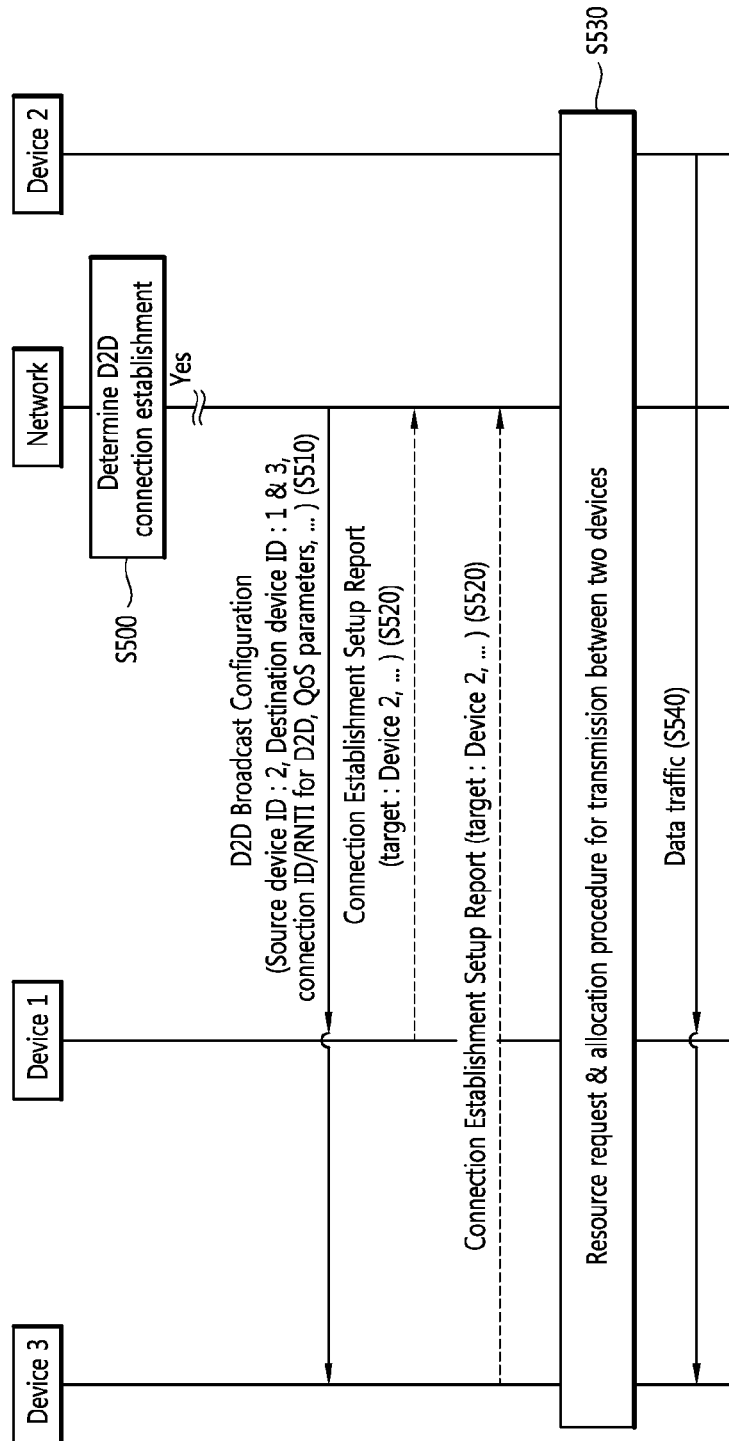 Device 3
Device 1
Network
Device 2
Determine D2D
connection establishment
S500
Yes
D2D Broadcast Configuration
(Source device ID : 2, Destination device ID : 1 & 3,
connection ID/RNTI for D2D, QoS parameters, ... ) (S510)
Connection Establishment Setup Report
(target : Device 2, ... ) (S520)
Connection Establishment Setup Report (target : Device 2, ... ) (S520)
Resource request & allocation procedure for transmission between two devices
S530
Data traffic (S540)